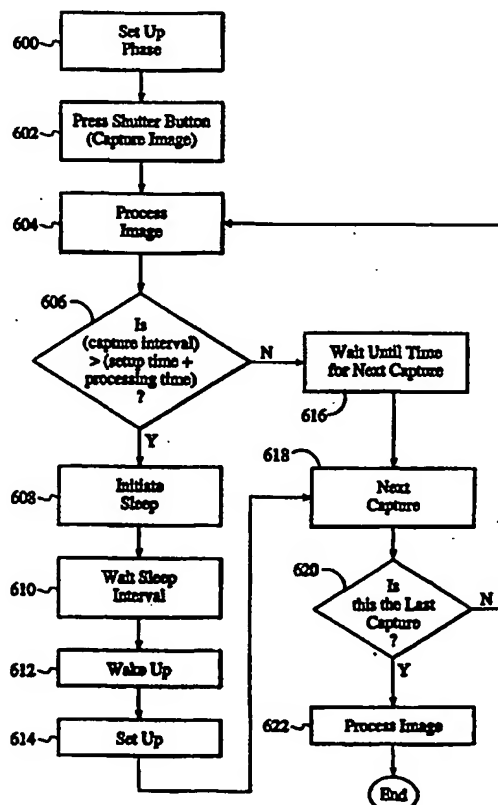 600
Set Up
Phase
602
Press Shutter Button
(Capture Image)
604
Process
Image
606
Is
(capture interval)
> (setup time +
processing time)
?
N
Y
Wait Until Time
for Next Capture
616
608
Initiate
Sleep
618
Next
Capture
610
Wait Sleep
Interval
620
Is
this the Last
Capture
?
N
Y
612
Wake Up
614
Set Up
622
Process Image
End